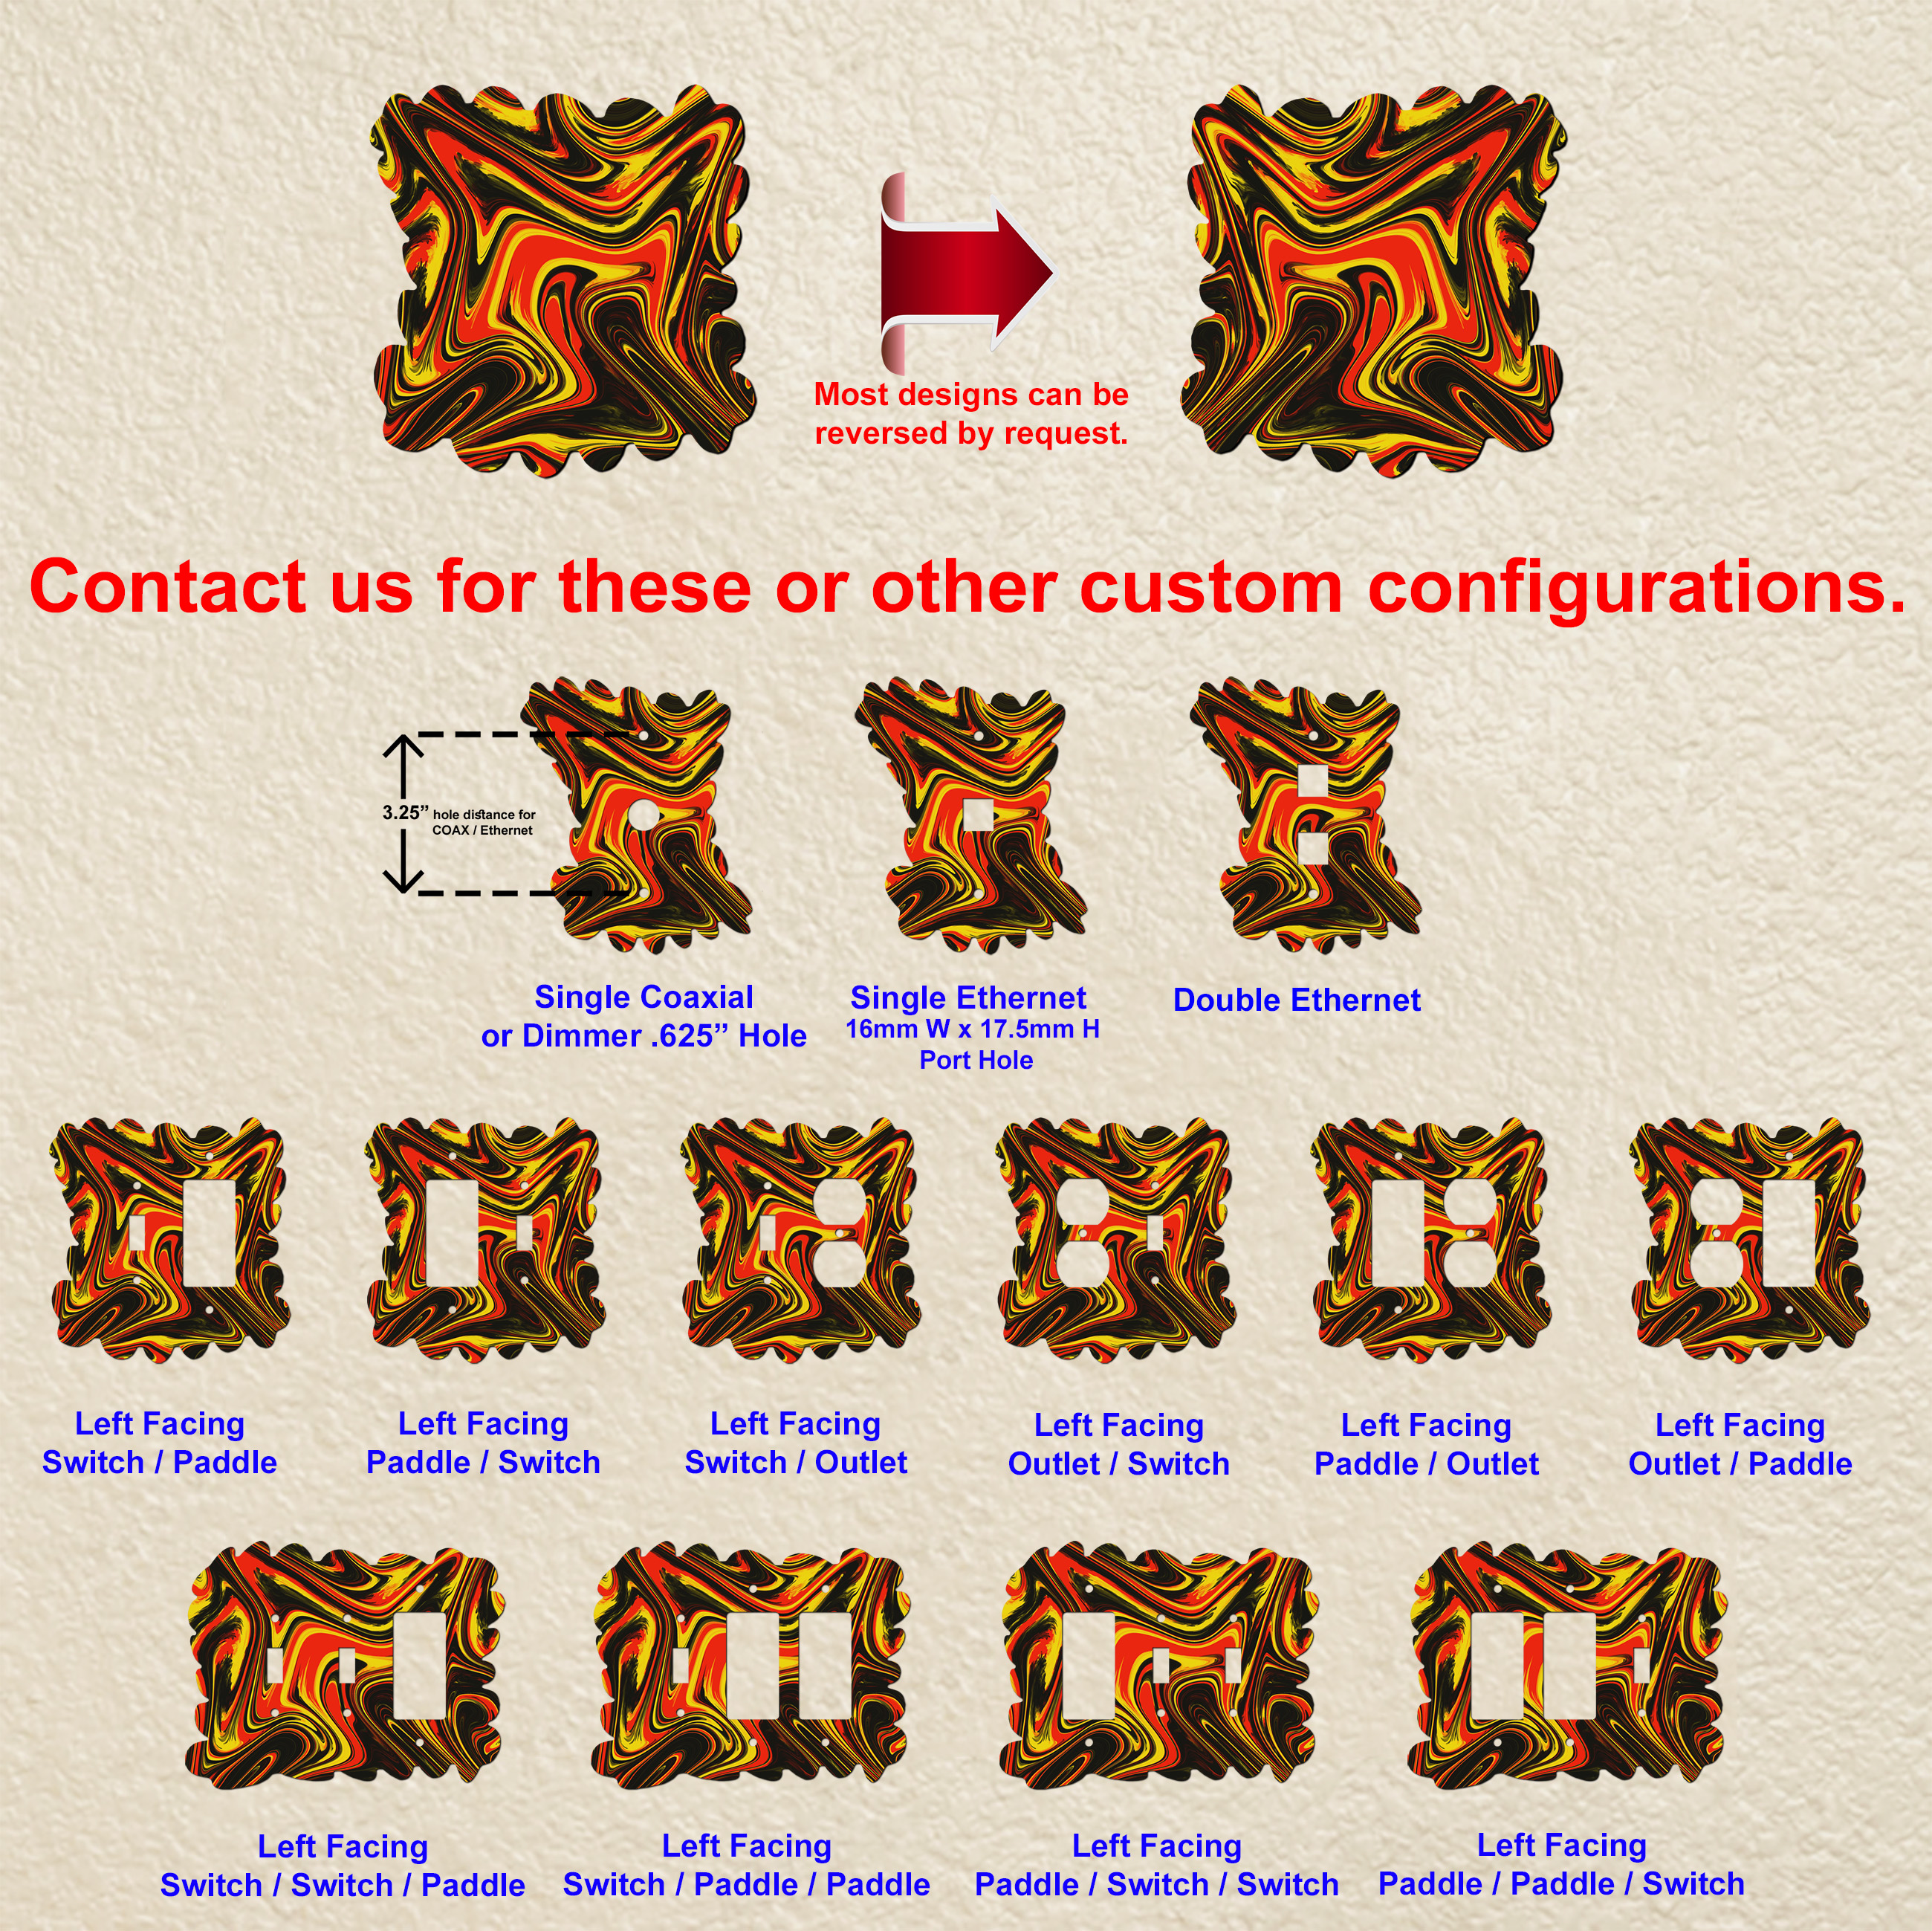 Most designs can be
reversed by request.
Contact us for these or other custom configurations.
3.25” hole distance for
COAX / Ethernet
Single Coaxial
or Dimmer .625” Hole
Single Ethernet
16mm W x 17.5mm H
Port Hole
Double Ethernet
Left Facing
Switch / Paddle
Left Facing
Paddle / Switch
Left Facing
Switch / Outlet
Left Facing
Outlet / Switch
Left Facing
Paddle / Outlet
Left Facing
Outlet / Paddle
Left Facing
Switch / Switch / Paddle
Left Facing
Switch / Paddle / Paddle
Left Facing
Paddle / Switch / Switch
Left Facing
Paddle / Paddle / Switch